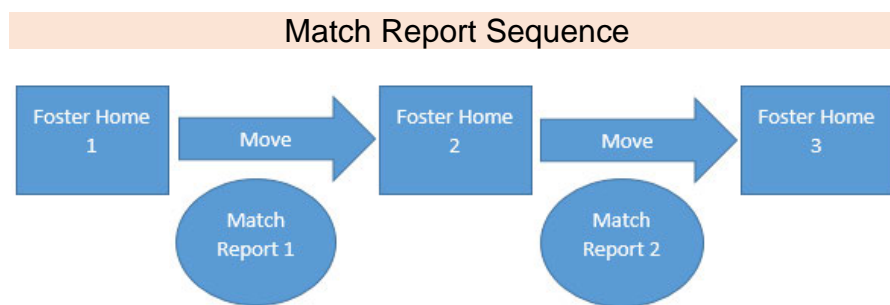 Match Report Sequence
Foster Home
1
Move
Foster Home
2
Move
Foster Home
3
Match
Report 1
Match
Report 2